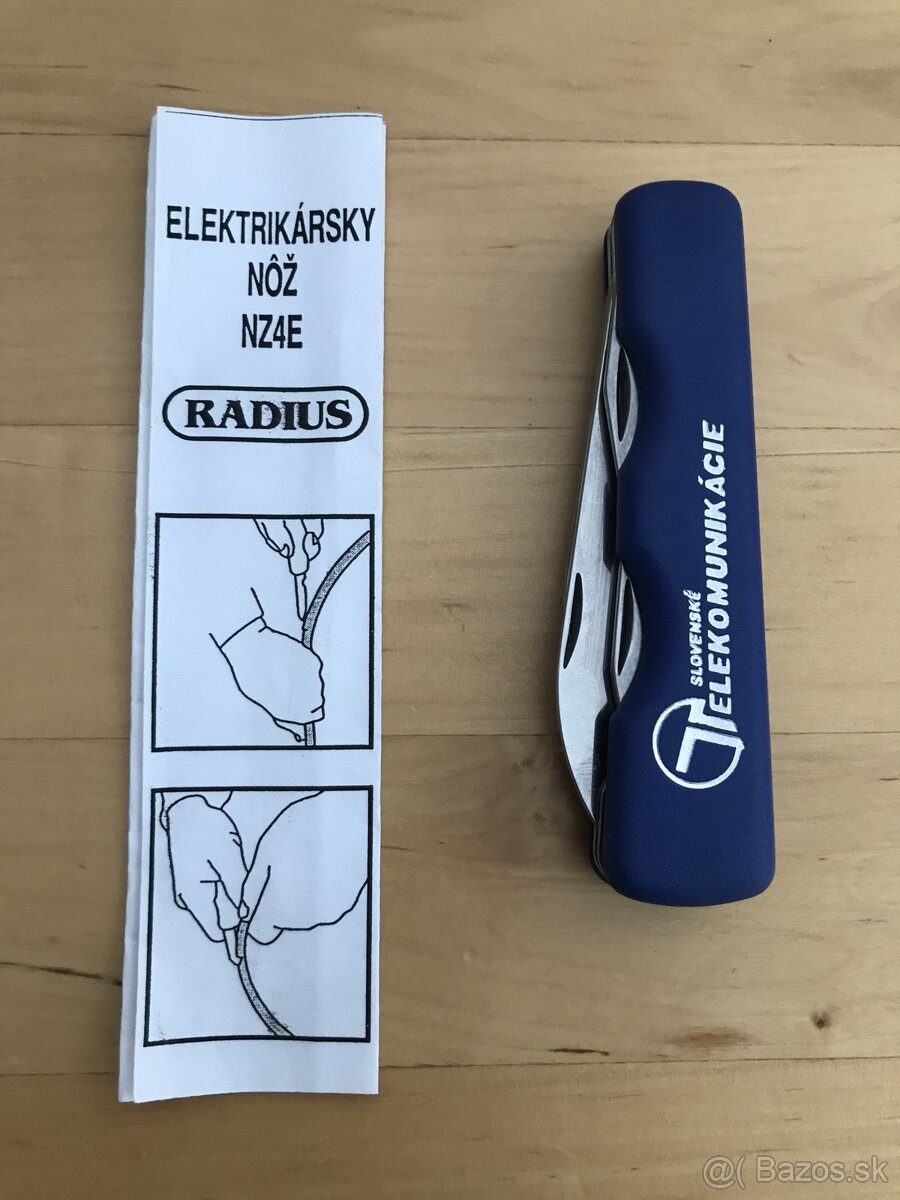 ELEKTRIKÁRSKY
NÔŽ
NZ4E
RADIUS
SLOVENSKÉ
TELEKOMUNIKÁCIE
@( Bazos.sk